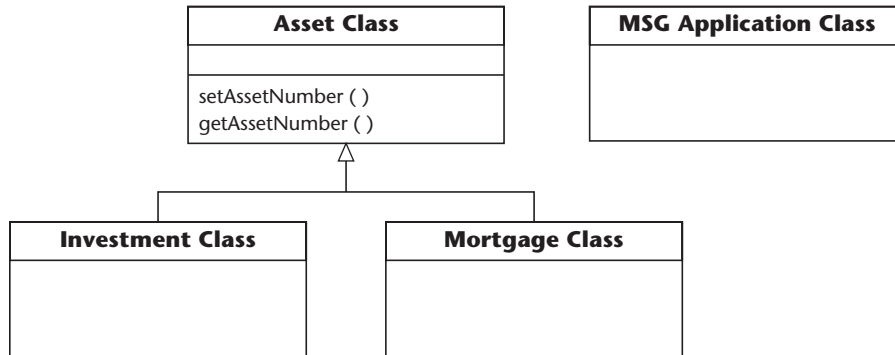 Asset Class
MSG Application Class
setAssetNumber ( )
getAssetNumber ( )
Investment Class
Mortgage Class